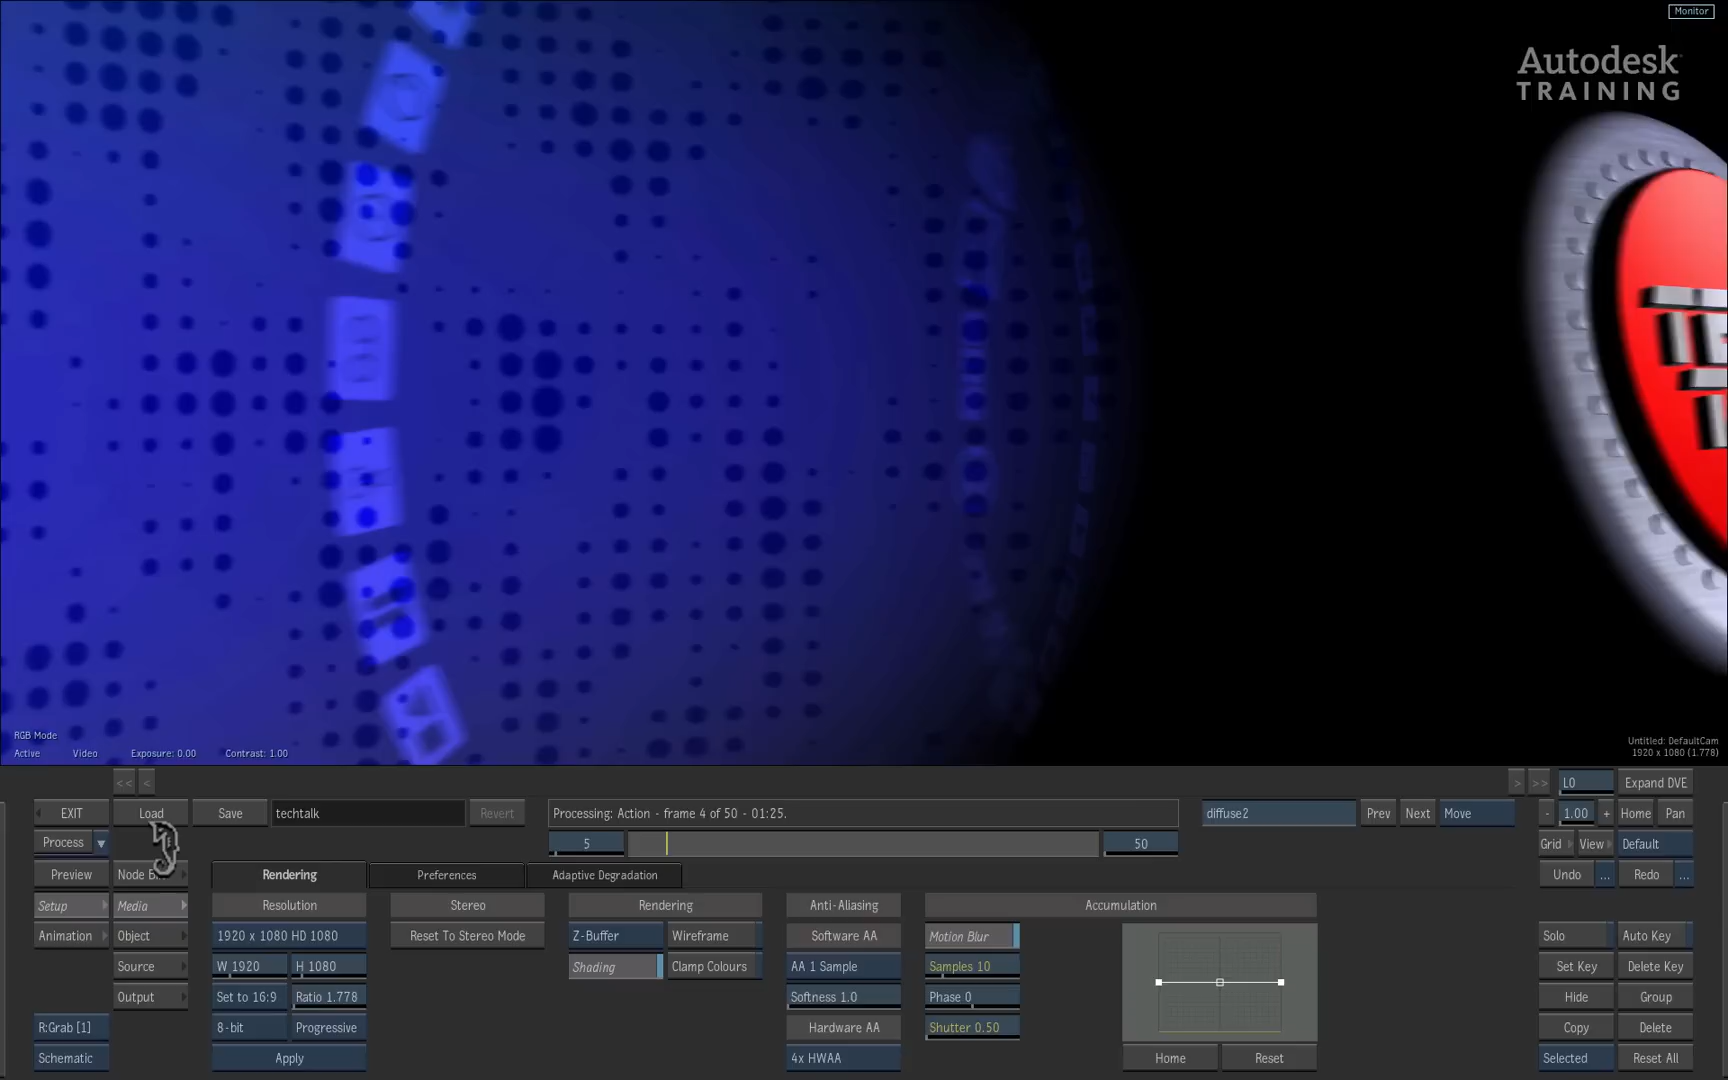 Monitor
Autodesk
TRAINING
RGB Mode
Active Video Exposure: 0.00 Contrast: 1.00
Untitled: DefaultCam
1920 x 1080 (1.778)
<< < > >> L0 Expand DVE
EXIT Load Save techtalk Revert Processing: Action - frame 4 of 50 - 01:25. diffuse2 Prev Next Move - 1.00 + Home Pan
Process 5 50 Grid View Default
Preview Node Rendering Preferences Adaptive Degradation Undo ... Redo ...
Setup Media Resolution Stereo Rendering Anti-Aliasing Accumulation
Animation Object 1920 x 1080 HD 1080 Reset To Stereo Mode Z-Buffer Wireframe Software AA Motion Blur Solo Auto Key
Source W 1920 H 1080 Shading Clamp Colours AA 1 Sample Samples 10 Set Key Delete Key
Output Set to 16:9 Ratio 1.778 Softness 1.0 Phase 0 Hide Group
R:Grab [1] 8-bit Progressive Hardware AA Shutter 0.50 Copy Delete
Schematic Apply 4x HWAA Home Reset Selected Reset All